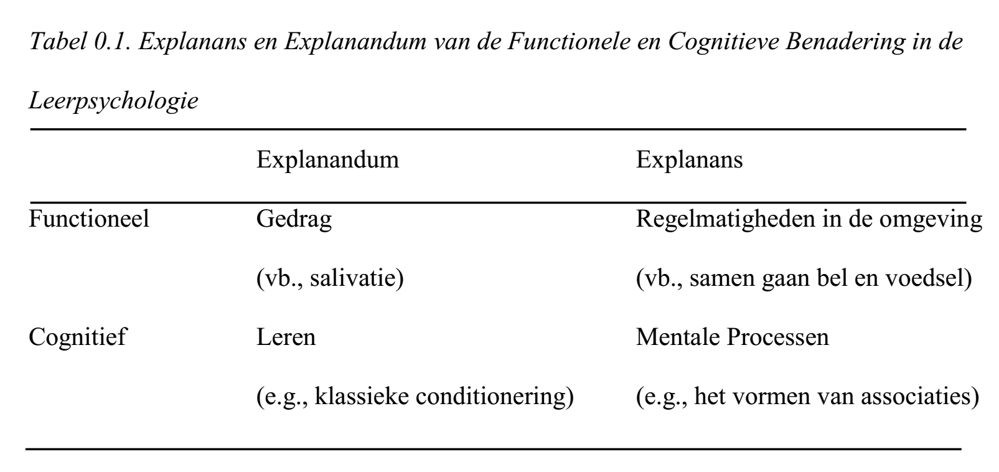 Tabel 0.1. Explanans en Explanandum van de Functionele en Cognitieve Benadering in de
Leerpsychologie
Explanandum Explanans
Functioneel Gedrag Regelmatigheden in de omgeving
(vb., salivatie) (vb., samen gaan bel en voedsel)
Cognitief Leren Mentale Processen
(e.g., klassieke conditionering) (e.g., het vormen van associaties)